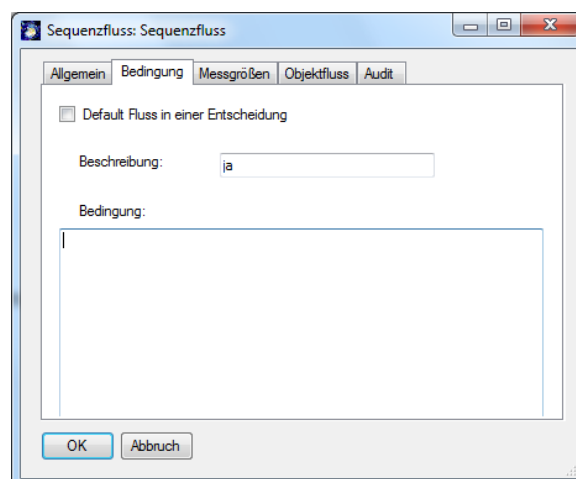 Sequenzfluss: Sequenzfluss
Allgemein Bedingung Messgrößen Objektfluss Audit
Default Fluss in einer Entscheidung
Beschreibung: ja
Bedingung:
OK Abbruch